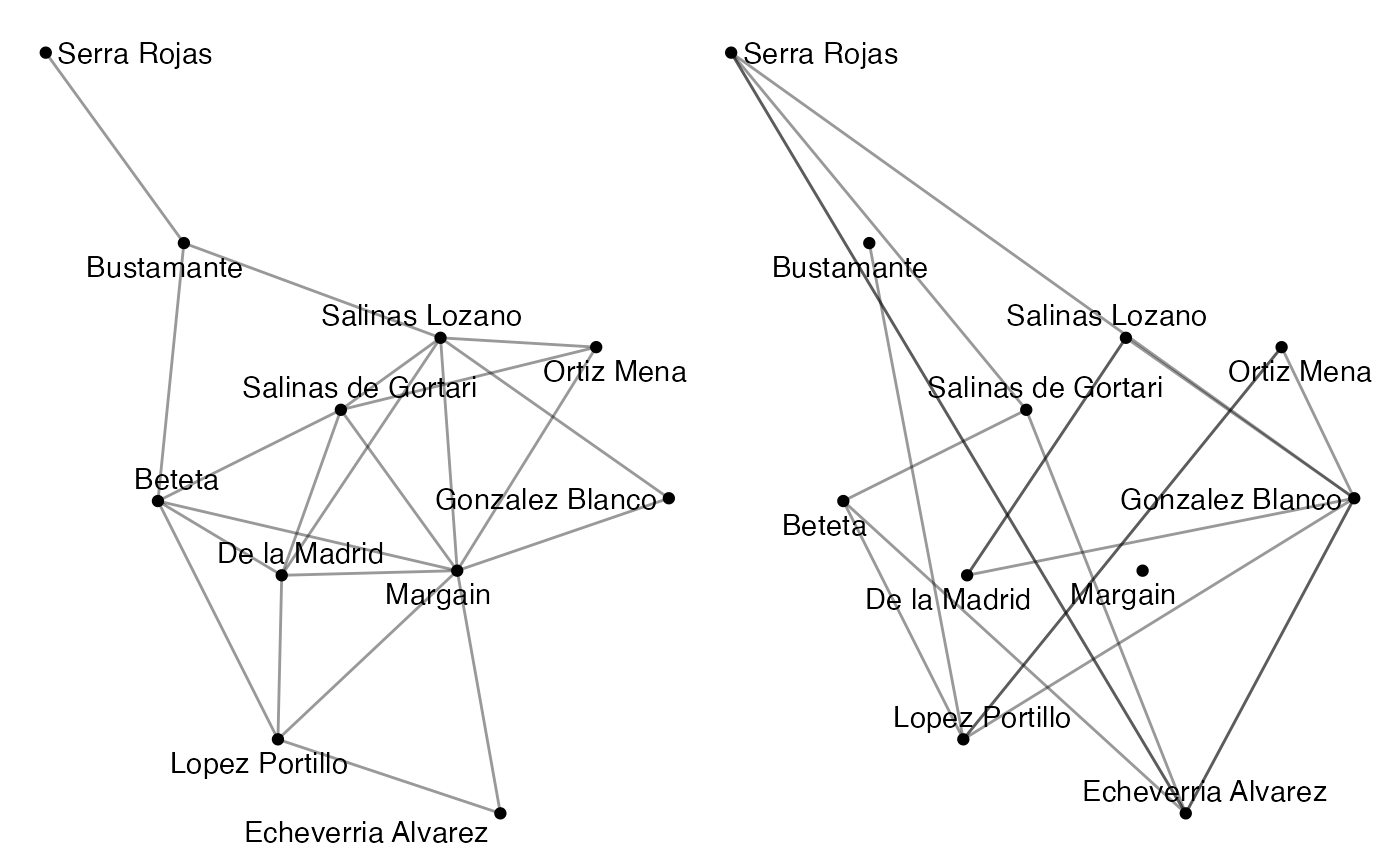 Serra Rojas
Bustamante
Salinas Lozano
Ortiz Mena
Salinas de Gortari
Beteta
Gonzalez Blanco
De la Madrid
Margain
Lopez Portillo
Echeverria Alvarez
Serra Rojas
Bustamante
Salinas Lozano
Ortiz Mena
Salinas de Gortari
Gonzalez Blanco
Beteta
De la Madrid
Margain
Lopez Portillo
Echeverria Alvarez